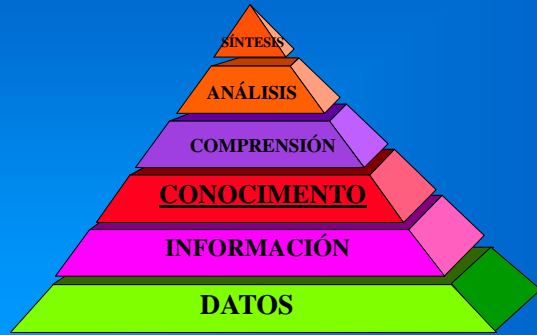 SÍNTESIS
ANÁLISIS
COMPRENSIÓN
CONOCIMENTO
INFORMACIÓN
DATOS